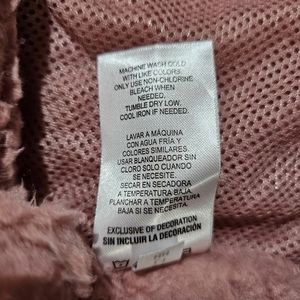 MACHINE WASH COLD
WITH LIKE COLORS.
ONLY USE NON-CHLORINE
BLEACH WHEN
NEEDED.
TUMBLE DRY LOW.
COOL IRON IF NEEDED.
LAVAR A MÁQUINA
CON AGUA FRÍA Y
COLORES SIMILARES.
USAR BLANQUEADOR SIN
CLORO SOLO CUANDO
SE NECESITE.
SECAR EN SECADORA
A TEMPERATURA BAJA.
PLANCHAR A TEMPERATURA
BAJA SI SE NECESITA.
EXCLUSIVE OF DECORATION
SIN INCLUIR LA DECORACIÓN